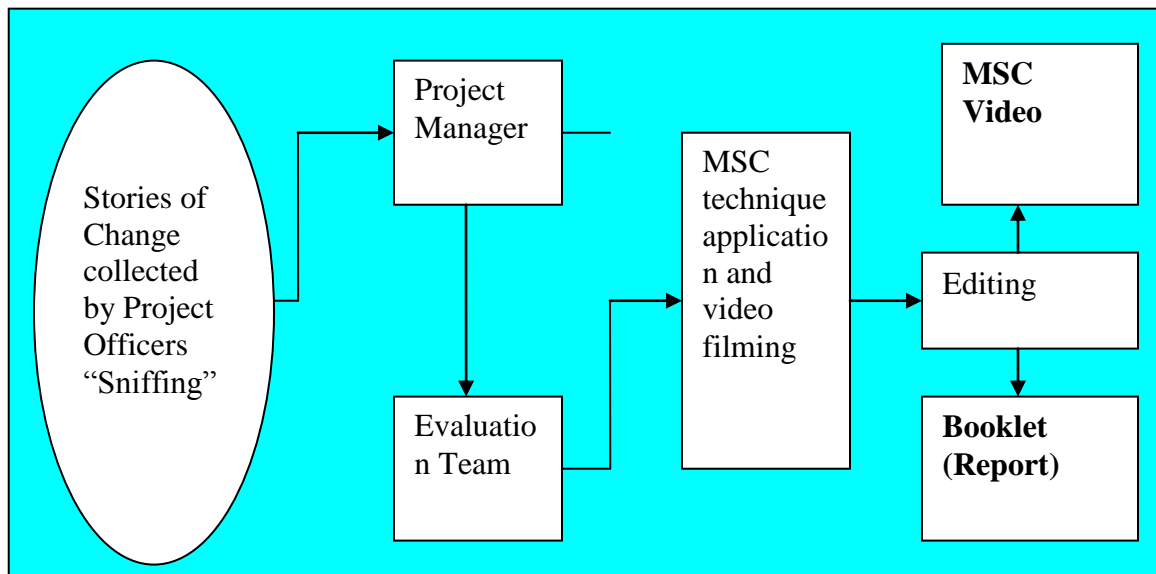 Stories of
Change
collected
by Project
Officers
“Sniffing”
Project
Manager
Evaluatio
n Team
MSC
technique
applicatio
n and
video
filming
Editing
MSC
Video
Booklet
(Report)